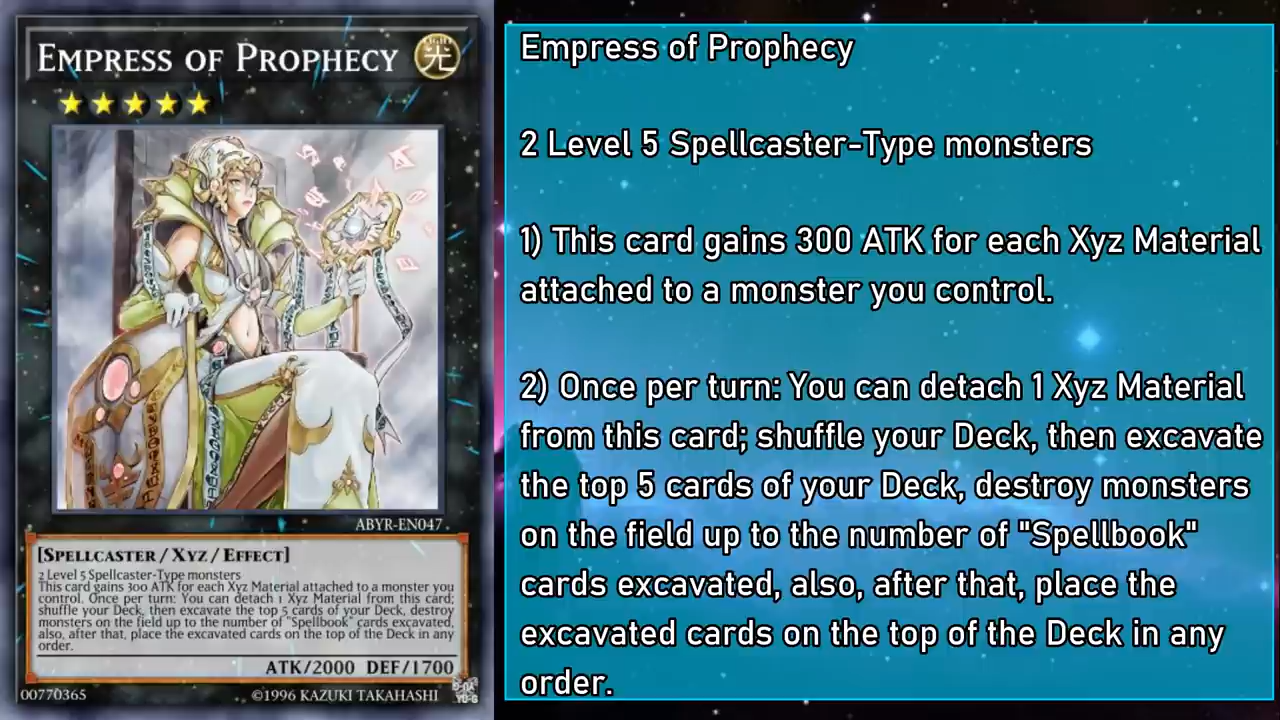 EMPRESS OF PROPHECY
LIGHT
光
ABYR-EN047
[SPELLCASTER / XYZ / EFFECT]
2 Level 5 Spellcaster-Type monsters
This card gains 300 ATK for each Xyz Material attached to a monster you
control. Once per turn: You can detach 1 Xyz Material from this card;
shuffle your Deck, then excavate the top 5 cards of your Deck, destroy
monsters on the field up to the number of "Spellbook" cards excavated,
also, after that, place the excavated cards on the top of the Deck in any
order.
ATK/2000 DEF/1700
00770365
©1996 KAZUKI TAKAHASHI
Empress of Prophecy
2 Level 5 Spellcaster-Type monsters
1) This card gains 300 ATK for each Xyz Material
attached to a monster you control.
2) Once per turn: You can detach 1 Xyz Material
from this card; shuffle your Deck, then excavate
the top 5 cards of your Deck, destroy monsters
on the field up to the number of "Spellbook"
cards excavated, also, after that, place the
excavated cards on the top of the Deck in any
order.